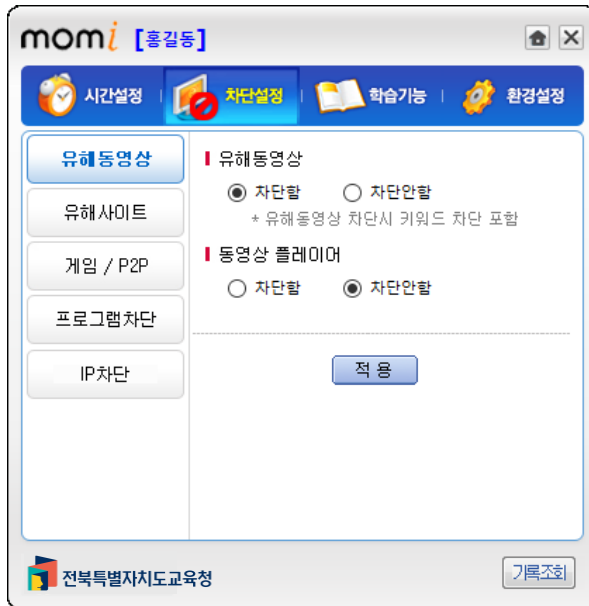 momi [홍길동]
시간설정 차단설정 학습기능 환경설정
유해동영상
유해사이트
게임 / P2P
프로그램차단
IP차단
유해동영상
차단함 차단안함
* 유해동영상 차단시 키워드 차단 포함
동영상 플레이어
차단함 차단안함
적 용
전북특별자치도교육청
기록조회